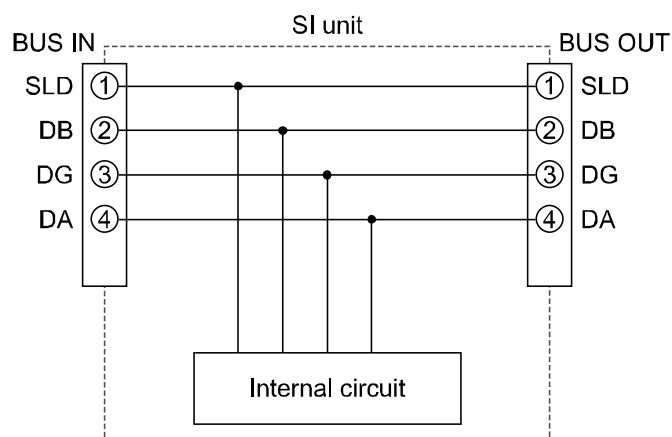 SI unit
BUS IN
BUS OUT
SLD 1 1 SLD
DB 2 2 DB
DG 3 3 DG
DA 4 4 DA
Internal circuit